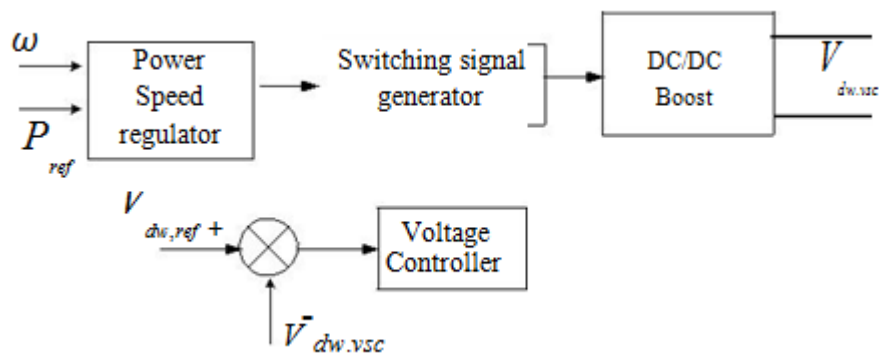 ω
P ref
Power
Speed
regulator
Switching signal
generator
DC/DC
Boost
V dw.vsc
V dw,ref +
Voltage
Controller
V - dw.vsc